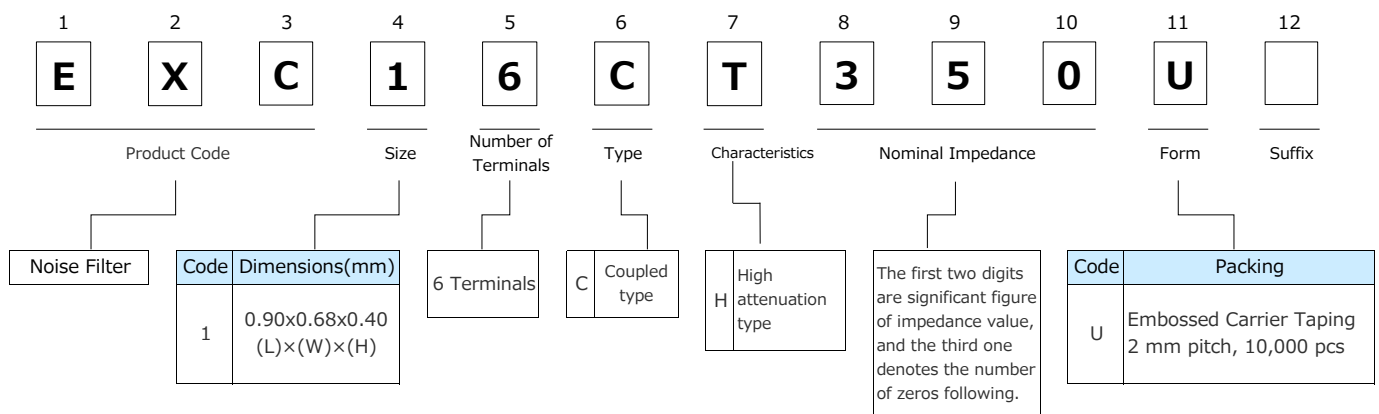 1 2 3 4 5 6 7 8 9 10 11 12
E X C 1 6 C T 3 5 0 U
Product Code
Size
Number of
Terminals
Type
Characteristics
Nominal Impedance
Form
Suffix
Noise Filter
Code Dimensions(mm)
1
0.90x0.68x0.40
(L)×(W)×(H)
6 Terminals
C
Coupled
type
H
High
attenuation
type
The first two digits
are significant figure
of impedance value,
and the third one
denotes the number
of zeros following.
Code Packing
U
Embossed Carrier Taping
2 mm pitch, 10,000 pcs